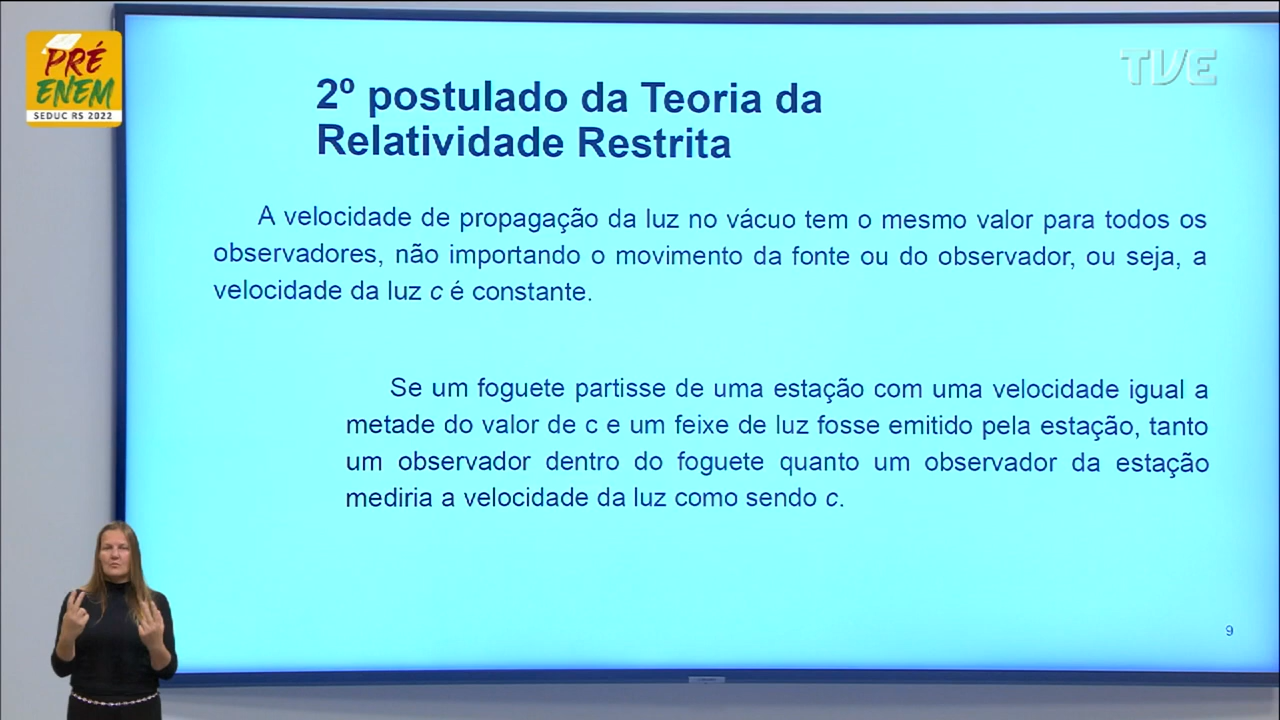 PRÉ
ENEM
SEDUC RS 2022
TVE
2º postulado da Teoria da
Relatividade Restrita
A velocidade de propagação da luz no vácuo tem o mesmo valor para todos os
observadores, não importando o movimento da fonte ou do observador, ou seja, a
velocidade da luz c é constante.
Se um foguete partisse de uma estação com uma velocidade igual a
metade do valor de c e um feixe de luz fosse emitido pela estação, tanto
um observador dentro do foguete quanto um observador da estação
mediria a velocidade da luz como sendo c.
9